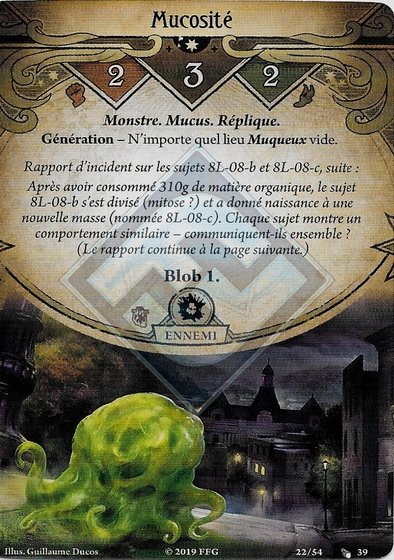 Mucosité
2 3 2
Monstre. Mucus. Réplique.
Génération – N'importe quel lieu Muqueux vide.
Rapport d'incident sur les sujets 8L-08-b et 8L-08-c, suite :
Après avoir consommé 310g de matière organique, le sujet
8L-08-b s'est divisé (mitose ?) et a donné naissance à une
nouvelle masse (nommée 8L-08-c). Chaque sujet montre un
comportement similaire – communiquent-ils ensemble ?
(Le rapport continue à la page suivante.)
Blob 1.
ENNEMI
Illus. Guillaume Ducos © 2019 FFG 22/54 39